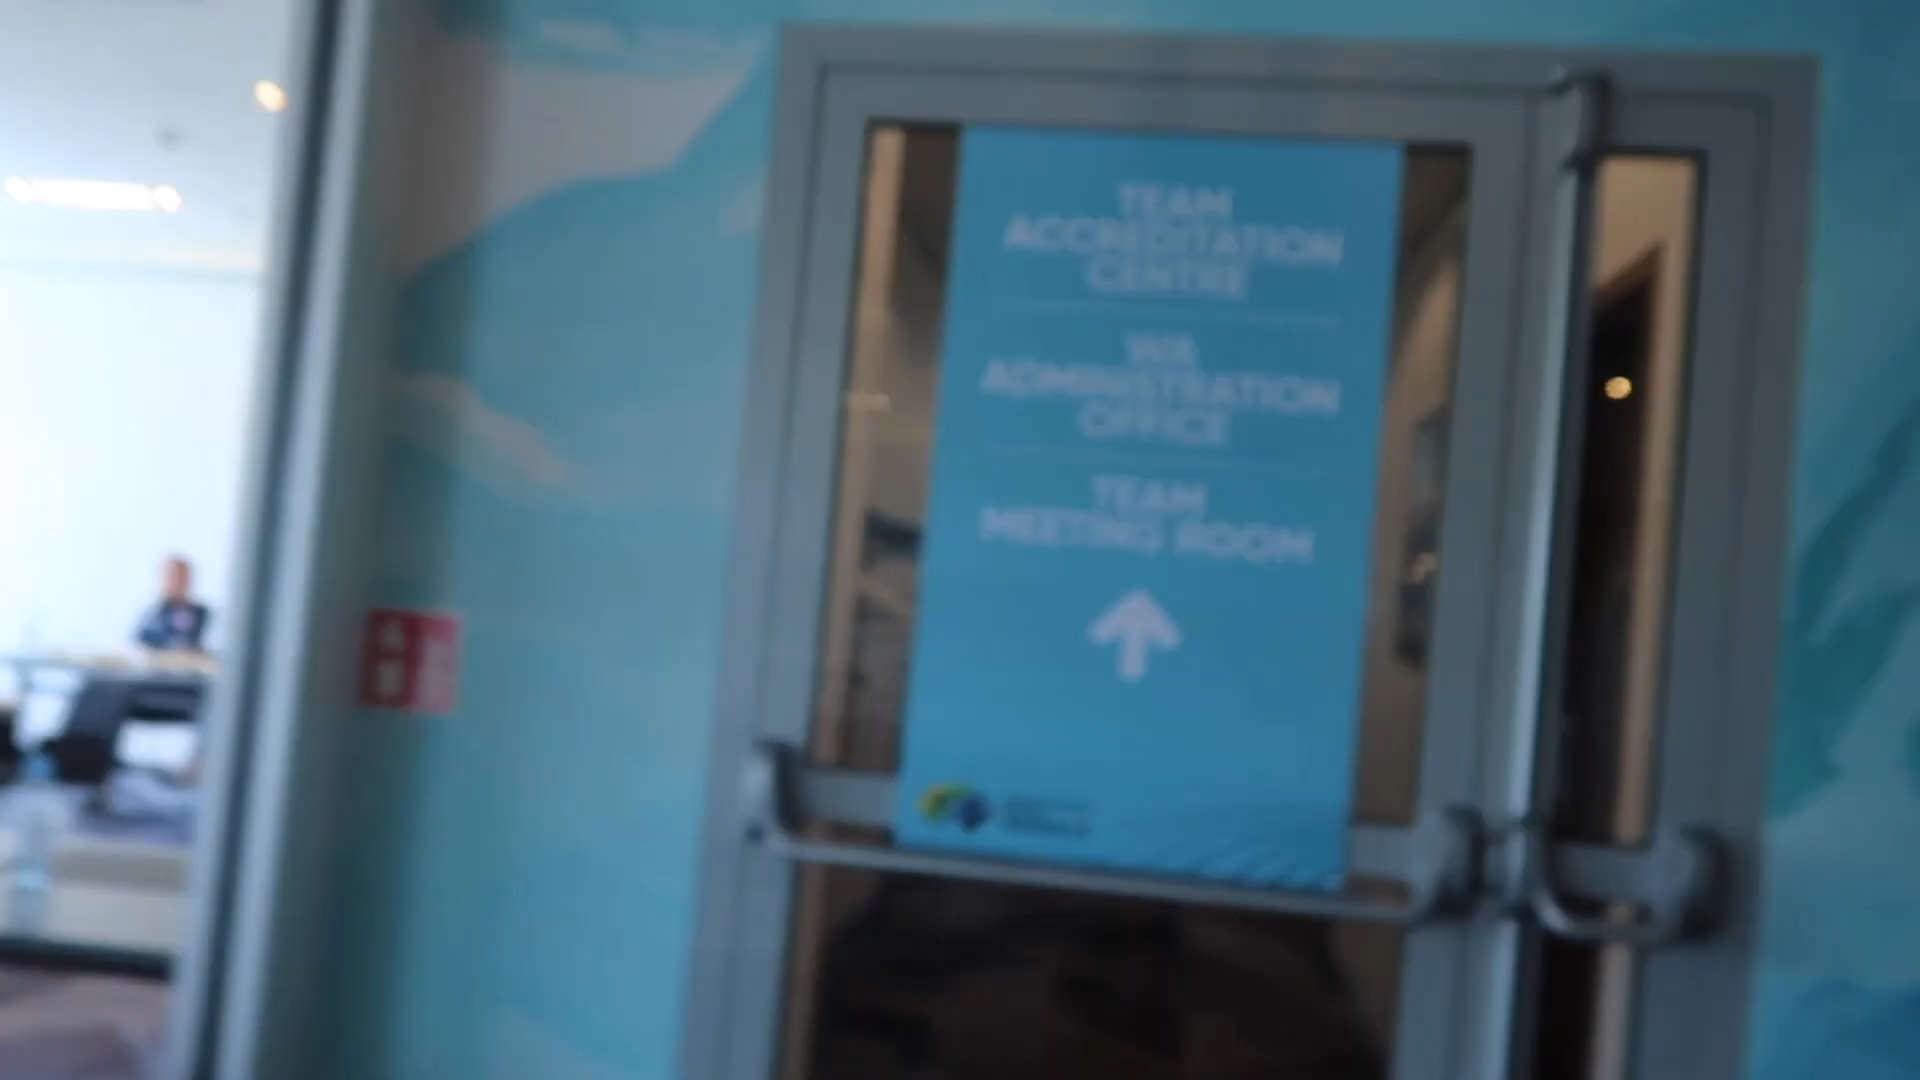 TEAM
ACCREDITATION
CENTRE
WA
ADMINISTRATION
OFFICE
TEAM
MEETING ROOM